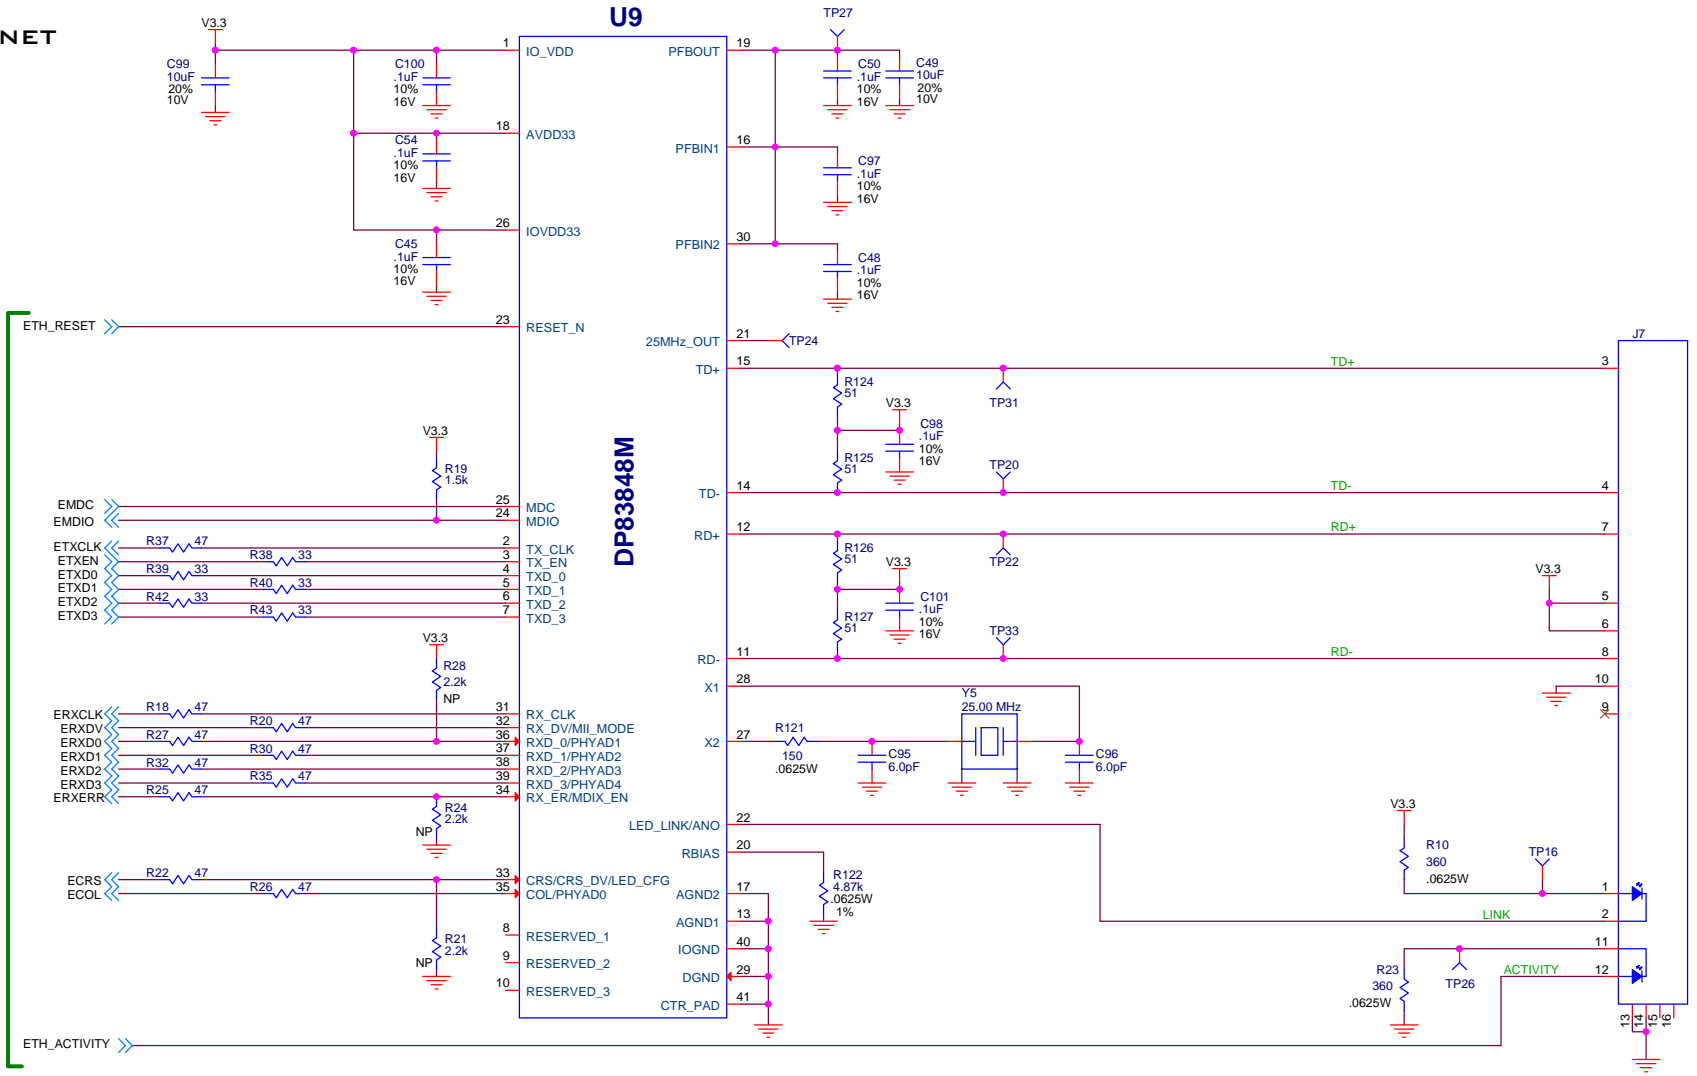 NET
U9
DP83848M
V3.3
C99
10uF
20%
10V
C100
.1uF
10%
16V
C54
.1uF
10%
16V
C45
.1uF
10%
16V
1 IO_VDD
18 AVDD33
26 IOVDD33
ETH_RESET 23 RESET_N
V3.3
R19
1.5k
EMDC 25 MDC
EMDIO 24 MDIO
ETXCLK R37 47 2 TX_CLK
ETXEN R38 33 3 TX_EN
ETXD0 R39 33 4 TXD_0
ETXD1 R40 33 5 TXD_1
ETXD2 R42 33 6 TXD_2
ETXD3 R43 33 7 TXD_3
V3.3
R28
2.2k
NP
ERXCLK R18 47 31 RX_CLK
ERXDV R20 47 32 RX_DV/MII_MODE
ERXD0 R27 47 36 RXD_0/PHYAD1
ERXD1 R30 47 37 RXD_1/PHYAD2
ERXD2 R32 47 38 RXD_2/PHYAD3
ERXD3 R35 47 39 RXD_3/PHYAD4
ERXERR R25 47 34 RX_ER/MDIX_EN
R24
2.2k
NP
ECRS R22 47 33 CRS/CRS_DV/LED_CFG
ECOL R26 47 35 COL/PHYAD0
R21
2.2k
NP
8 RESERVED_1
9 RESERVED_2
10 RESERVED_3
ETH_ACTIVITY
TP27
PFBOUT 19
C50
.1uF
10%
16V
C49
10uF
20%
10V
PFBIN1 16
C97
.1uF
10%
16V
PFBIN2 30
C48
.1uF
10%
16V
25MHz_OUT 21 TP24
TD+ 15 TD+ 3
R124
51
TP31
V3.3
C98
.1uF
10%
16V
R125
51
TP20
TD- 14 TD- 4
RD+ 12 RD+ 7
R126
51
TP22
V3.3
C101
.1uF
10%
16V
R127
51
TP33
RD- 11 RD- 8
X1 28
Y5
25.00 MHz
X2 27
R121
150
.0625W
C95
6.0pF
C96
6.0pF
LED_LINK/ANO 22
RBIAS 20
R122
4.87k
.0625W
1%
AGND2 17
AGND1 13
IOGND 40
DGND 29
CTR_PAD 41
J7
V3.3
5
6
10
9
V3.3
R10
360
.0625W
TP16
1
LINK 2
11
ACTIVITY 12
R23
360
.0625W
TP26
13
14
15
16